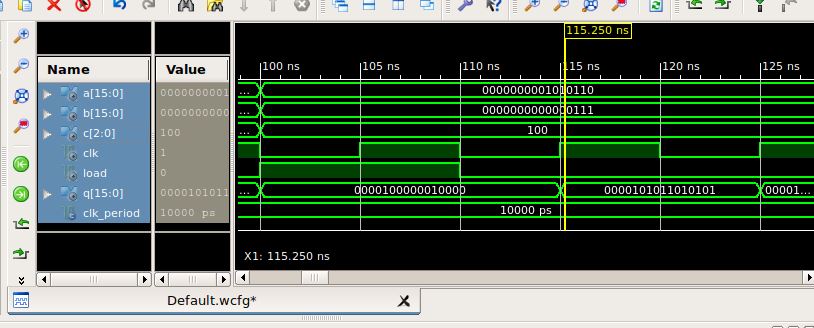 115.250 ns
Name
Value
100 ns
105 ns
110 ns
115 ns
120 ns
125 ns
a[15:0]
0000000001
...
0000000001010110
b[15:0]
0000000000
...
0000000000000111
c[2:0]
100
...
100
clk
1
load
0
q[15:0]
0000101011
...
0000100000010000
0000101011010101
00001...
clk_period
10000 ps
10000 ps
X1: 115.250 ns
Default.wcfg*